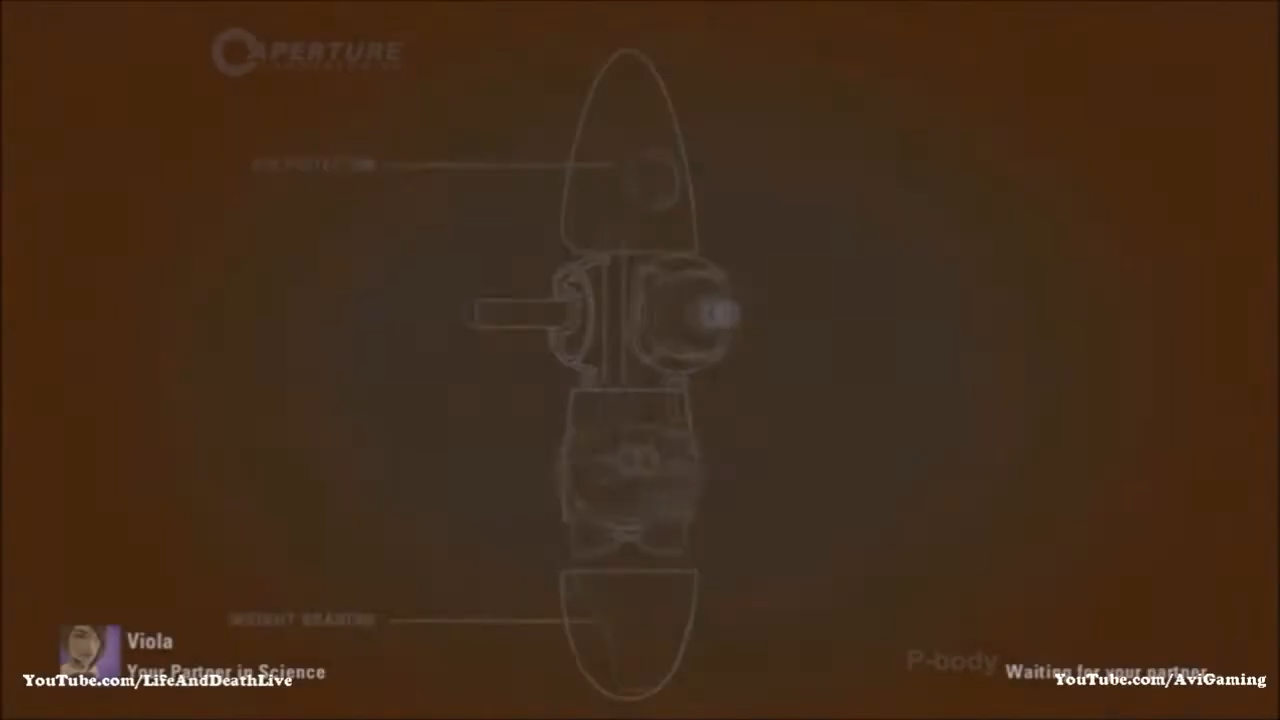 APERTURE
Viola
Your Partner in Science
YouTube.com/LifeAndDeathLive
P-body
Waiting for your partner
YouTube.com/AviGaming